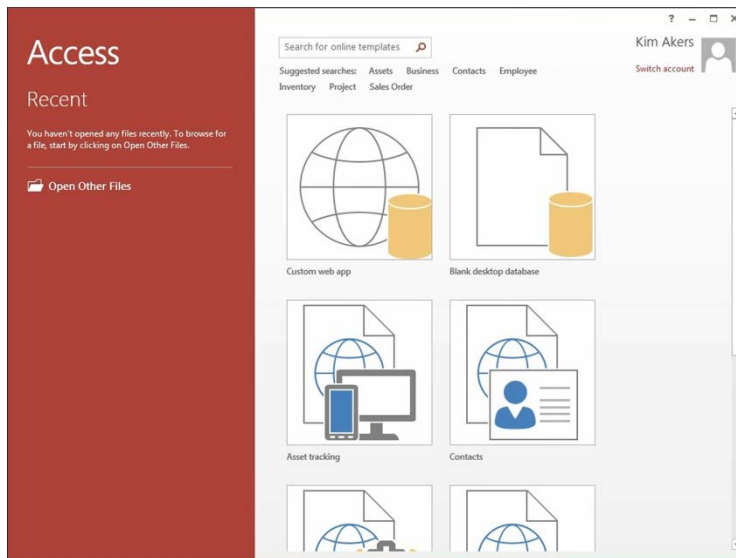 ?
Access
Recent
You haven't opened any files recently. To browse for
a file, start by clicking on Open Other Files.
Open Other Files
Search for online templates
Suggested searches: Assets Business Contacts Employee
Inventory Project Sales Order
Kim Akers
Switch account
Custom web app
Blank desktop database
Asset tracking
Contacts